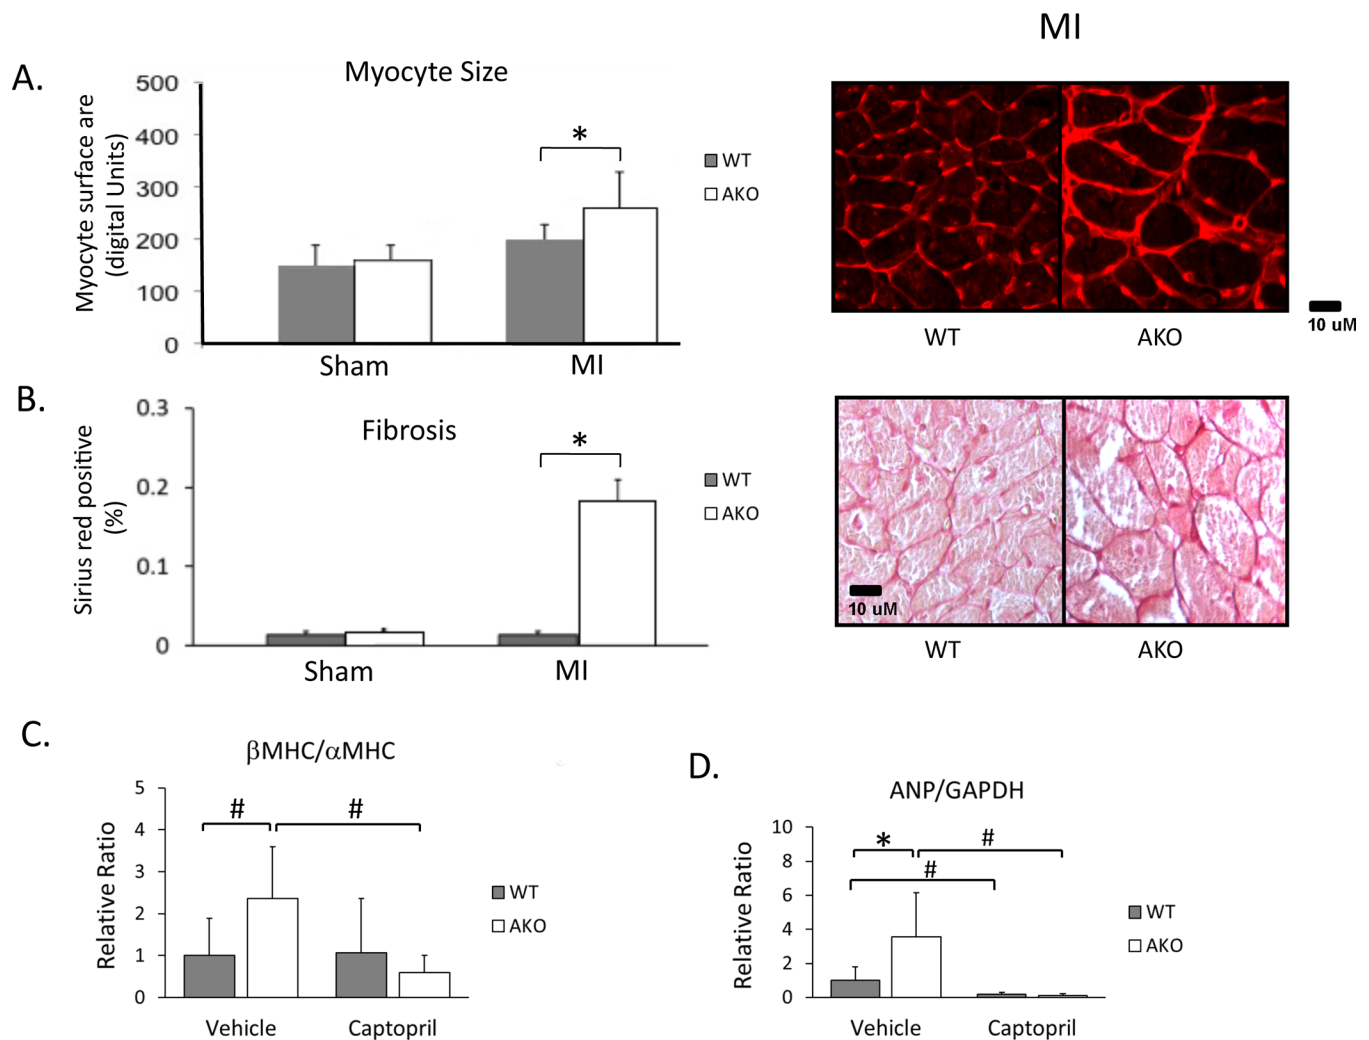 MI
A.
Myocyte Size
Myocyte surface are
(digital Units)
500
400
300
200
100
0
*
WT
AKO
Sham
MI
WT
AKO
10 uM
B.
Fibrosis
Sirius red positive
(%)
0.3
0.2
0.1
0
*
WT
AKO
Sham
MI
10 uM
WT
AKO
C.
βMHC/αMHC
Relative Ratio
5
4
3
2
1
0
#
#
WT
AKO
Vehicle
Captopril
D.
ANP/GAPDH
Relative Ratio
10
8
6
4
2
0
*
#
#
WT
AKO
Vehicle
Captopril